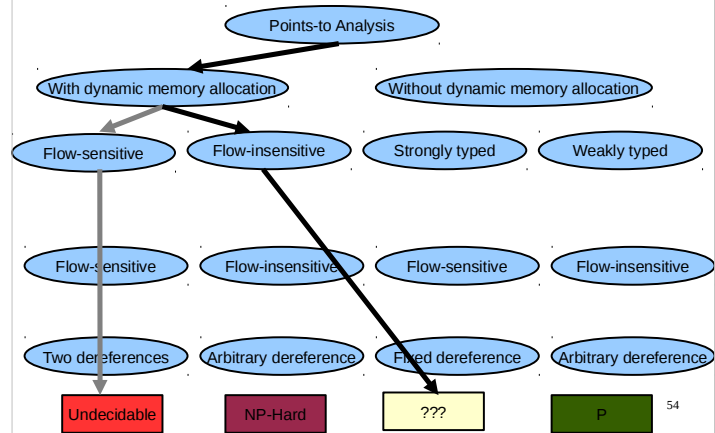 Points-to Analysis
With dynamic memory allocation
Without dynamic memory allocation
Flow-sensitive
Flow-insensitive
Strongly typed
Weakly typed
Flow-sensitive
Flow-insensitive
Flow-sensitive
Flow-insensitive
Two dereferences
Arbitrary dereference
Fixed dereference
Arbitrary dereference
Undecidable
NP-Hard
???
P
54